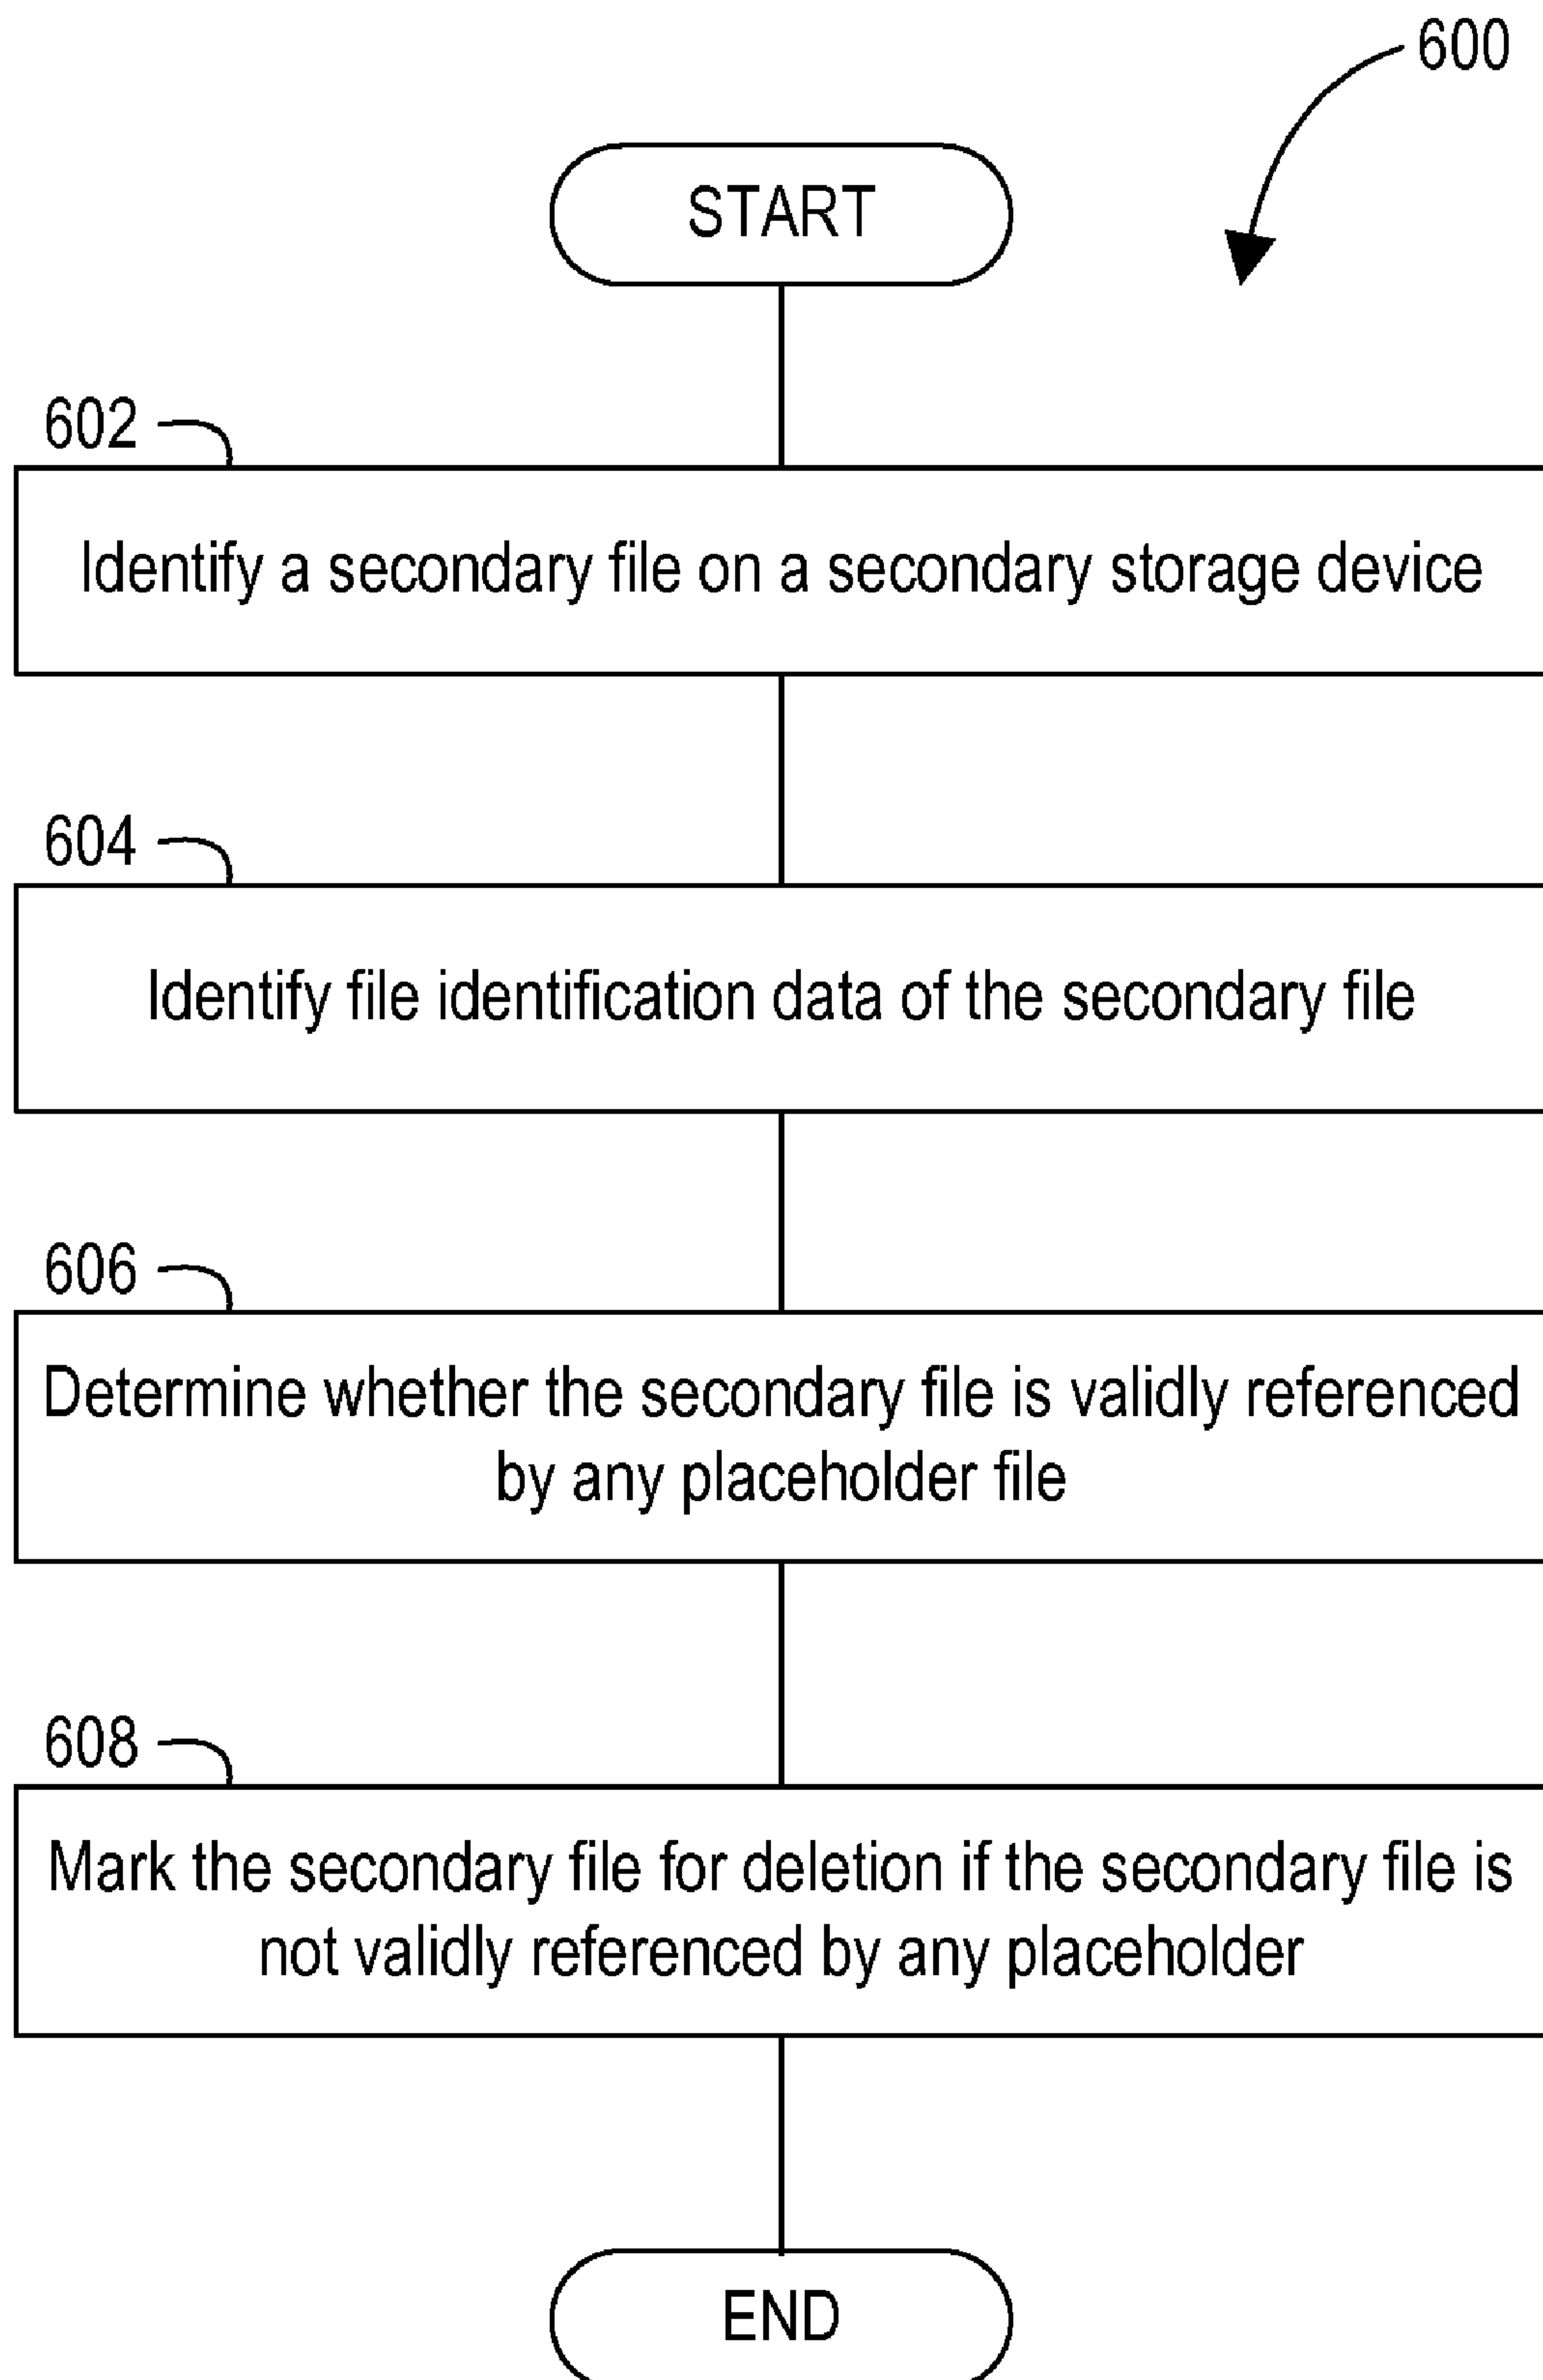 600
START
602
Identify a secondary file on a secondary storage device
604
Identify file identification data of the secondary file
606
Determine whether the secondary file is validly referenced
by any placeholder file
608
Mark the secondary file for deletion if the secondary file is
not validly referenced by any placeholder
END